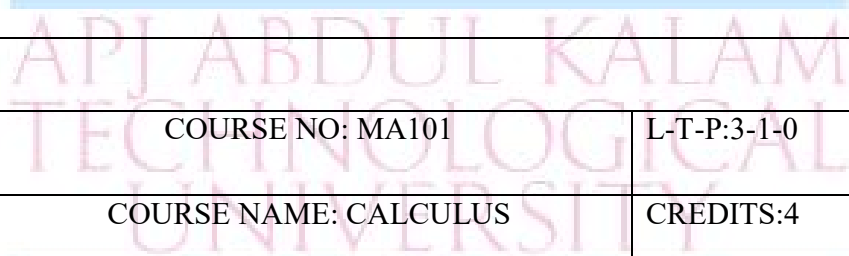 APJ ABDUL KALAM
TECHNOLOGICAL
UNIVERSITY
COURSE NO: MA101 L-T-P:3-1-0
COURSE NAME: CALCULUS CREDITS:4